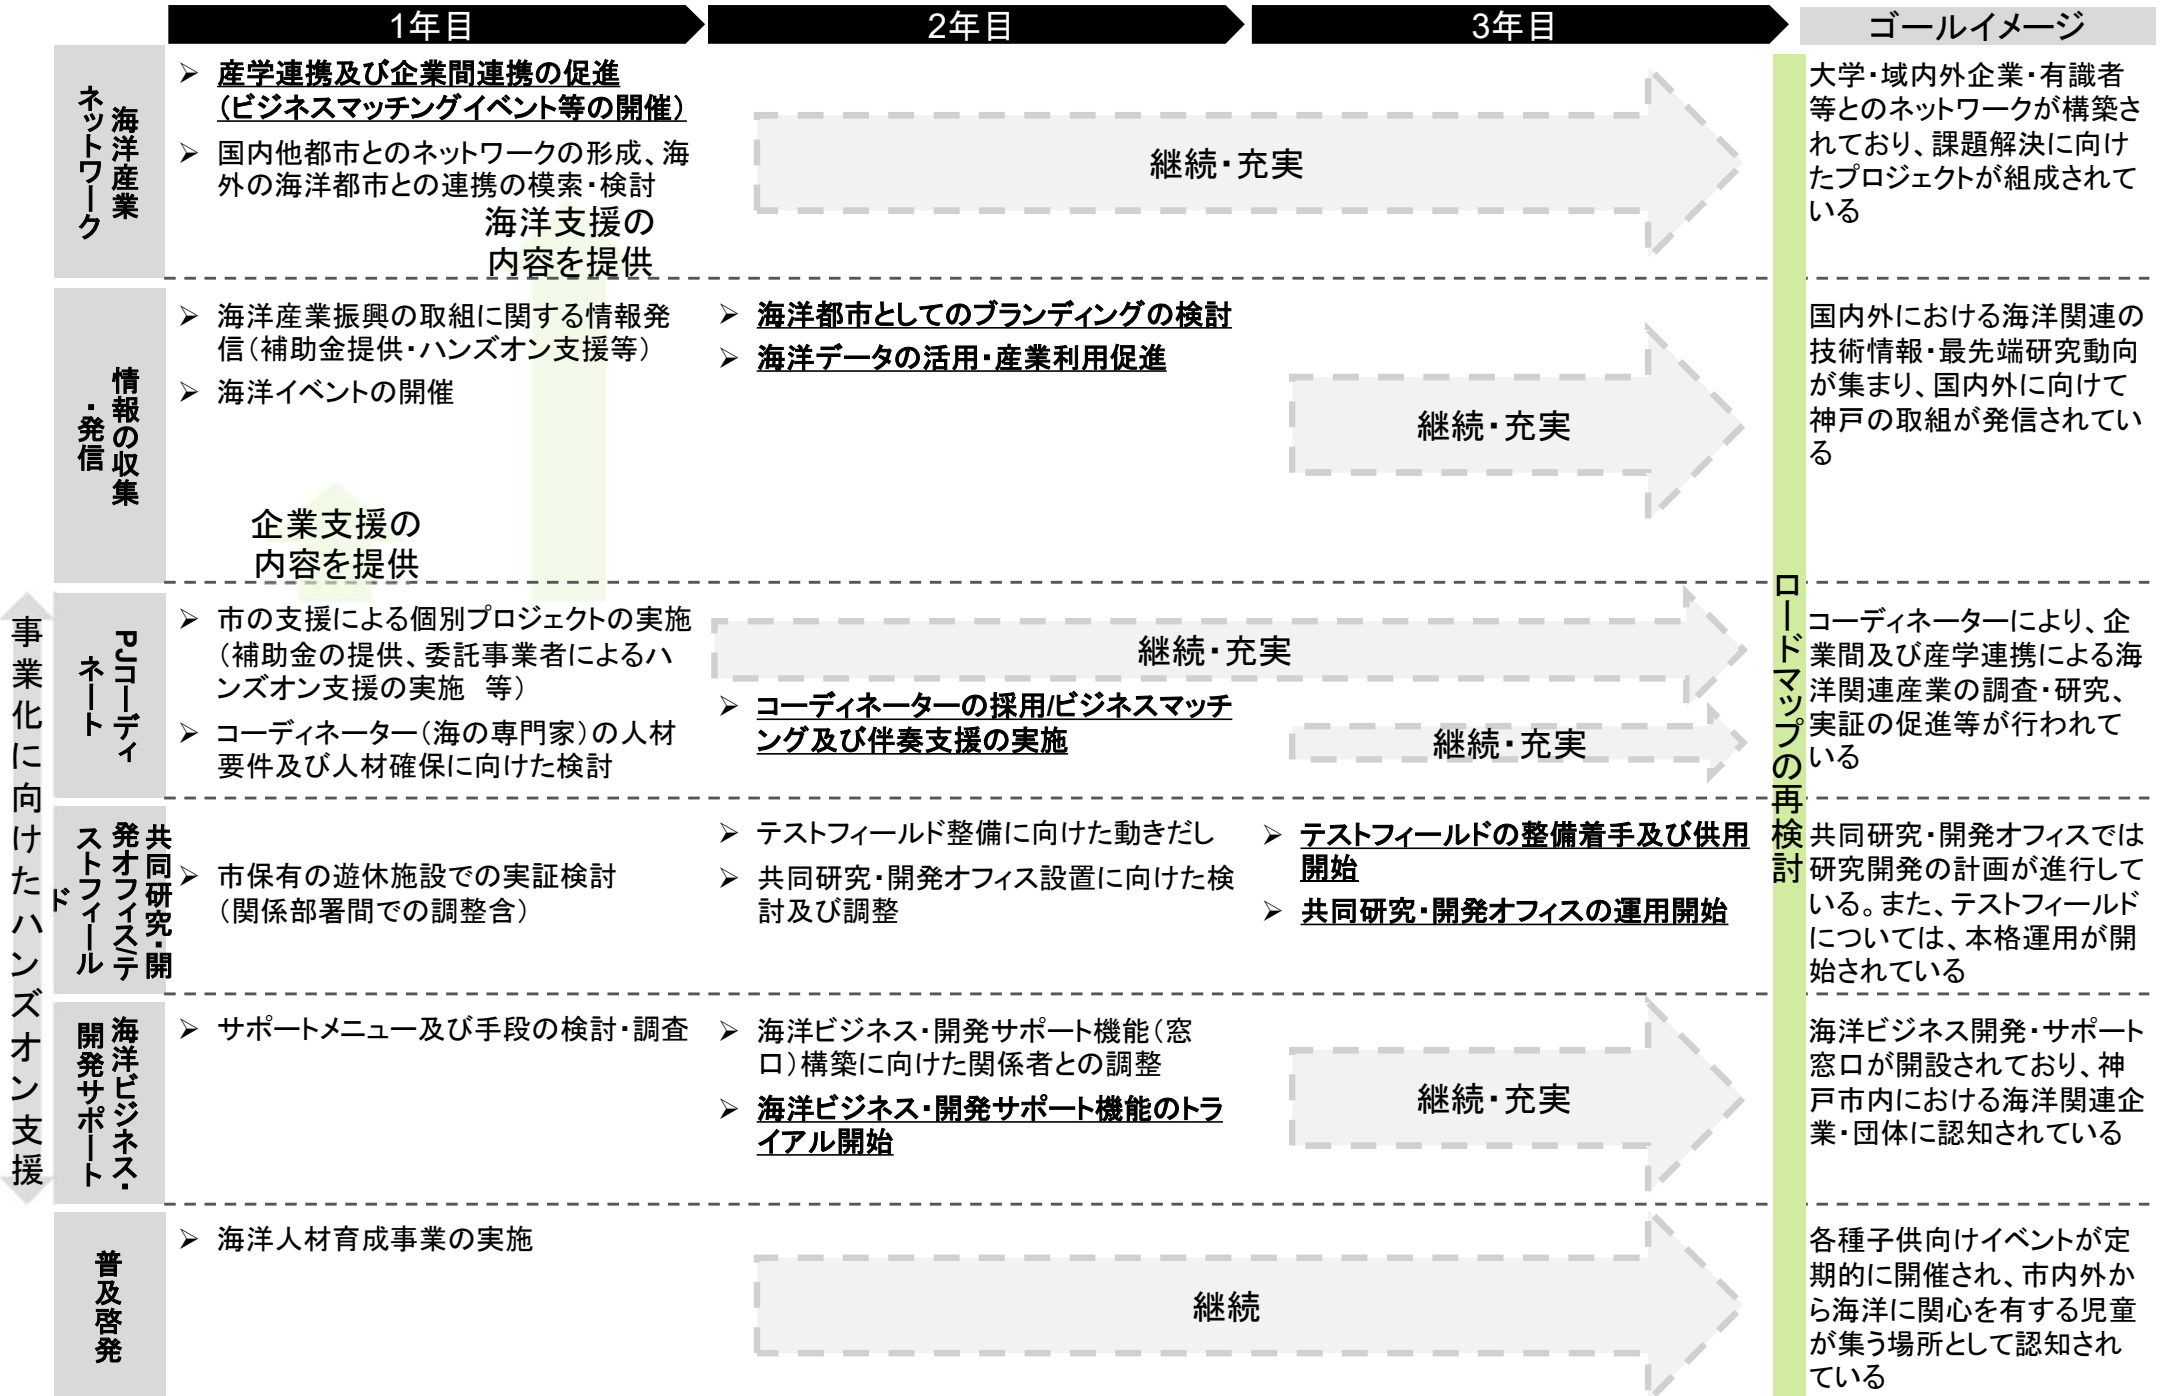 1年目
2年目
3年目
ゴールイメージ
海洋産業
ネットワーク
➢ 産学連携及び企業間連携の促進
（ビジネスマッチングイベント等の開催）
➢ 国内他都市とのネットワークの形成、海
外の海洋都市との連携の模索・検討
海洋支援の
内容を提供
継続・充実
大学・域内外企業・有識者
等とのネットワークが構築さ
れており、課題解決に向け
たプロジェクトが組成されて
いる
情報の収集
・発信
➢ 海洋産業振興の取組に関する情報発
信（補助金提供・ハンズオン支援等）
➢ 海洋イベントの開催
企業支援の
内容を提供
➢ 海洋都市としてのブランディングの検討
➢ 海洋データの活用・産業利用促進
継続・充実
国内外における海洋関連の
技術情報・最先端研究動向
が集まり、国内外に向けて
神戸の取組が発信されてい
る
事業化に向けたハンズオン支援
PJコーディ
ネート
➢ 市の支援による個別プロジェクトの実施
（補助金の提供、委託事業者によるハ
ンズオン支援の実施　等）
➢ コーディネーター（海の専門家）の人材
要件及び人材確保に向けた検討
継続・充実
➢ コーディネーターの採用/ビジネスマッチ
ング及び伴奏支援の実施
継続・充実
ロードマップの再検討
コーディネーターにより、企
業間及び産学連携による海
洋関連産業の調査・研究、
実証の促進等が行われて
いる
共同研究・開
発オフィス/テ
ストフィール
ド
➢ 市保有の遊休施設での実証検討
（関係部署間での調整含）
➢ テストフィールド整備に向けた動きだし
➢ 共同研究・開発オフィス設置に向けた検
討及び調整
➢ テストフィールドの整備着手及び供用
開始
➢ 共同研究・開発オフィスの運用開始
共同研究・開発オフィスでは
研究開発の計画が進行して
いる。また、テストフィールド
については、本格運用が開
始されている
海洋ビジネス・
開発サポート
➢ サポートメニュー及び手段の検討・調査
➢ 海洋ビジネス・開発サポート機能（窓
口）構築に向けた関係者との調整
➢ 海洋ビジネス・開発サポート機能のトラ
イアル開始
継続・充実
海洋ビジネス開発・サポート
窓口が開設されており、神
戸市内における海洋関連企
業・団体に認知されている
普及啓発
➢ 海洋人材育成事業の実施
継続
各種子供向けイベントが定
期的に開催され、市内外か
ら海洋に関心を有する児童
が集う場所として認知され
ている